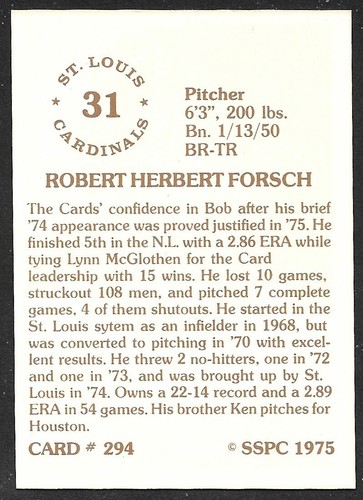 ST. LOUIS
31
CARDINALS
Pitcher
6'3", 200 lbs.
Bn. 1/13/50
BR-TR
ROBERT HERBERT FORSCH
The Cards' confidence in Bob after his brief
'74 appearance was proved justified in '75. He
finished 5th in the N.L. with a 2.86 ERA while
tying Lynn McGlothen for the Card
leadership with 15 wins. He lost 10 games,
struckout 108 men, and pitched 7 complete
games, 4 of them shutouts. He started in the
St. Louis sytem as an infielder in 1968, but
was converted to pitching in '70 with excel-
lent results. He threw 2 no-hitters, one in '72
and one in '73, and was brought up by St.
Louis in '74. Owns a 22-14 record and a 2.89
ERA in 54 games. His brother Ken pitches for
Houston.
CARD # 294
© SSPC 1975